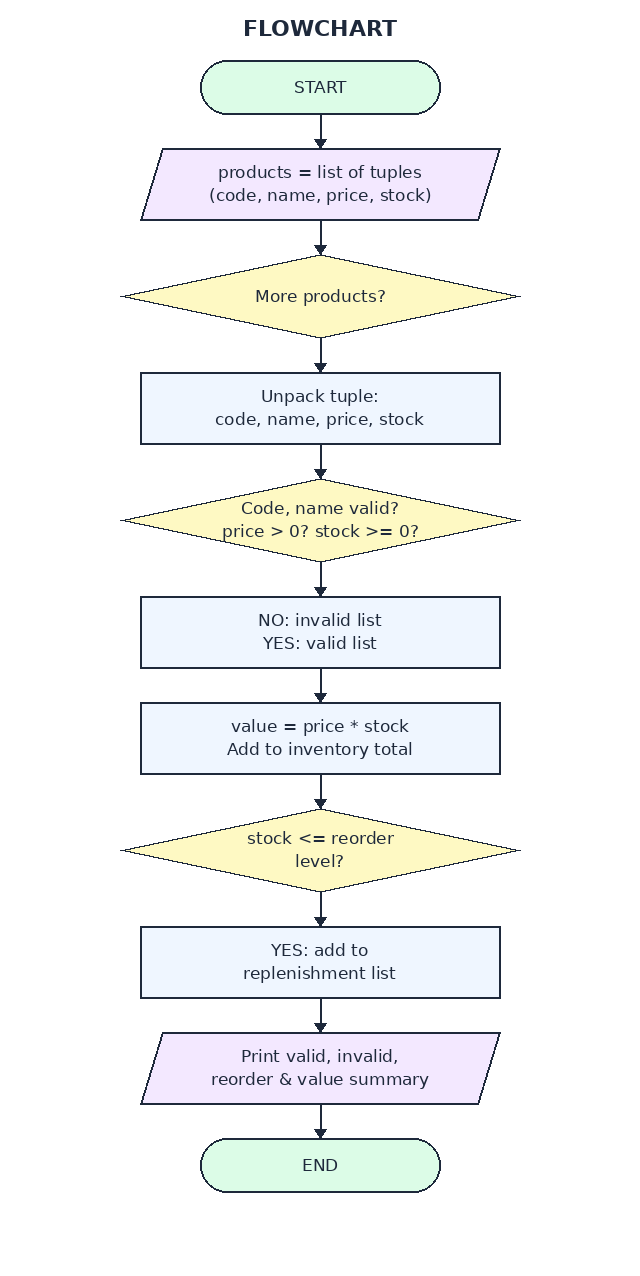 FLOWCHART
START
products = list of tuples
(code, name, price, stock)
More products?
Unpack tuple:
code, name, price, stock
Code, name valid?
price > 0? stock >= 0?
NO: invalid list
YES: valid list
value = price * stock
Add to inventory total
stock <= reorder
level?
YES: add to
replenishment list
Print valid, invalid,
reorder & value summary
END